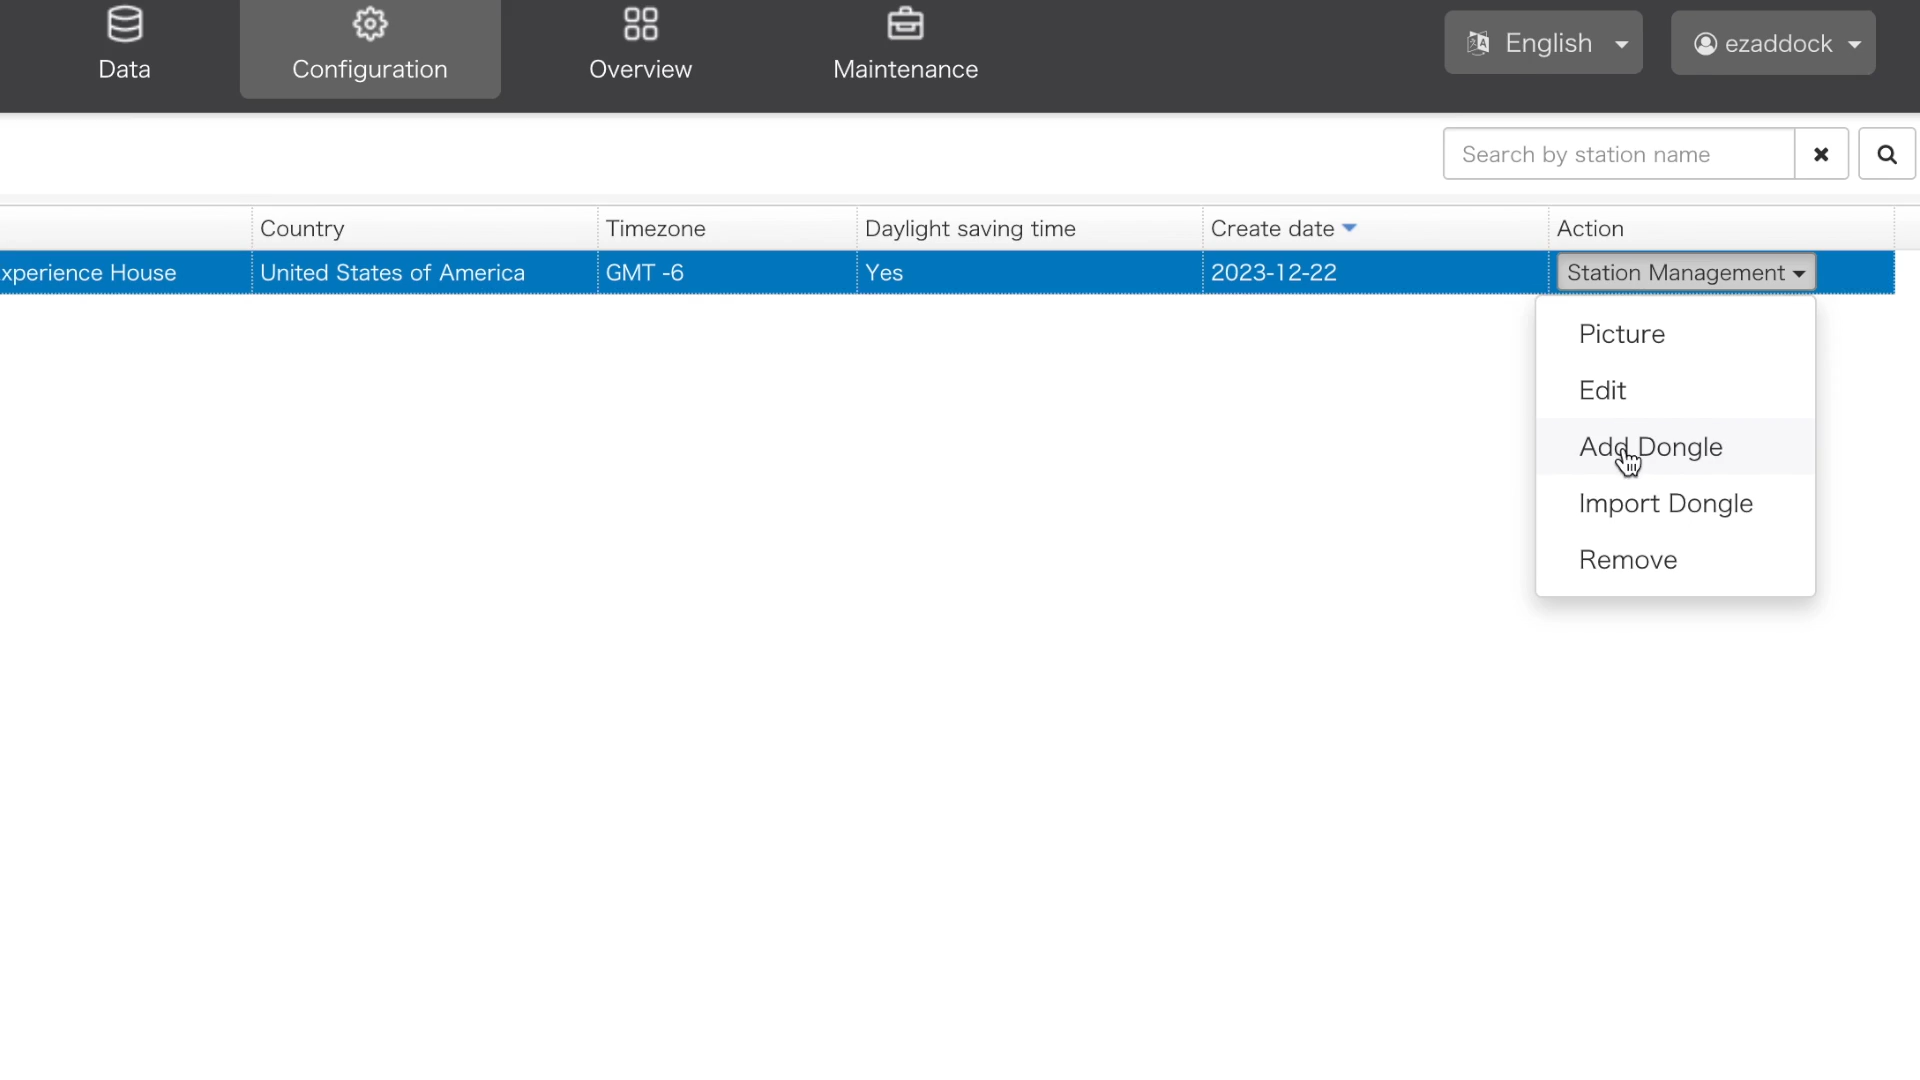 Data
Configuration
Overview
Maintenance
English
ezaddock
Search by station name
Country
Timezone
Daylight saving time
Create date
Action
xperience House
United States of America
GMT -6
Yes
2023-12-22
Station Management
Picture
Edit
Add Dongle
Import Dongle
Remove